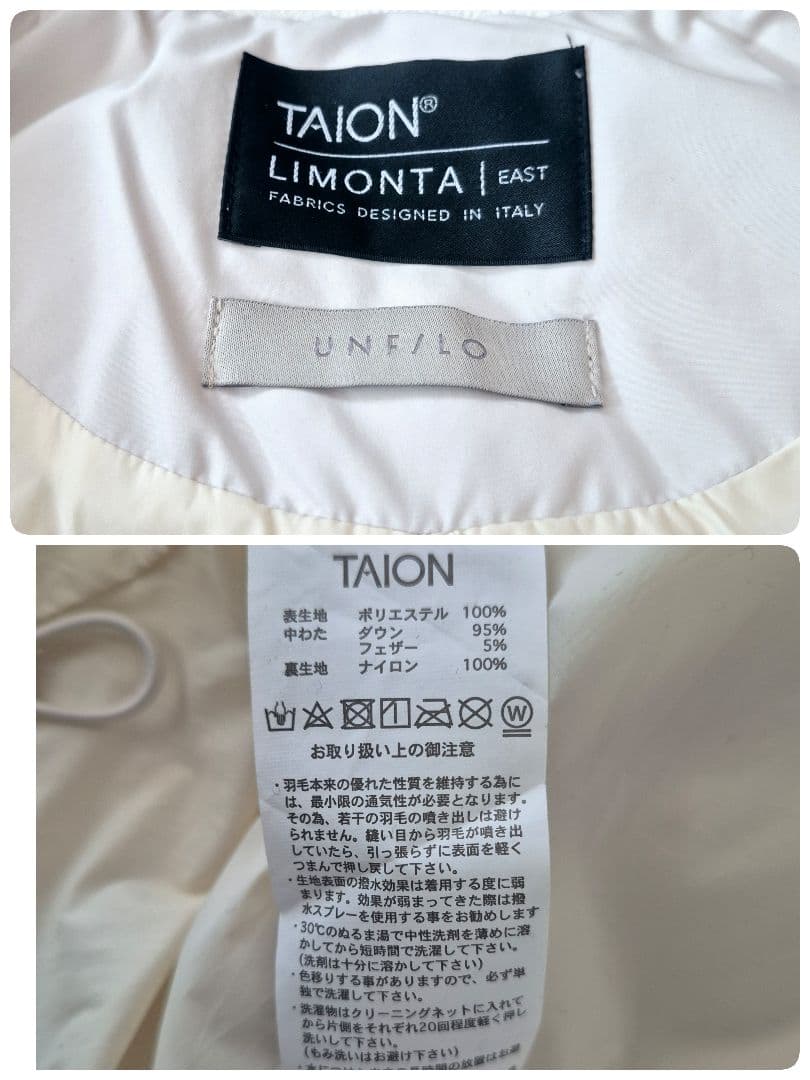 TAION®
LIMONTA | EAST
FABRICS DESIGNED IN ITALY
UNF/LO
TAION
表生地 ポリエステル 100%
中わた ダウン 95%
フェザー 5%
裏生地 ナイロン 100%
W
お取り扱い上の御注意
・羽毛本来の優れた性質を維持する為に
は、最小限の通気性が必要となります。
その為、若干の羽毛の噴き出しは避け
られません。縫い目から羽毛が噴き出
していたら、引っ張らずに表面を軽く
つまんで押し戻して下さい。
・生地表面の撥水効果は着用する度に弱
まります。効果が弱まってきた際は撥
水スプレーを使用する事をお勧めします
・30℃のぬるま湯で中性洗剤を薄めに溶
かしてから短時間で洗濯して下さい。
(洗剤は十分に溶かして下さい)
・色移りする事がありますので、必ず単
独で洗濯して下さい。
・洗濯物はクリーニングネットに入れて
から片側をそれぞれ20回程度軽く押し
洗いして下さい。
(もみ洗いはお避け下さい)